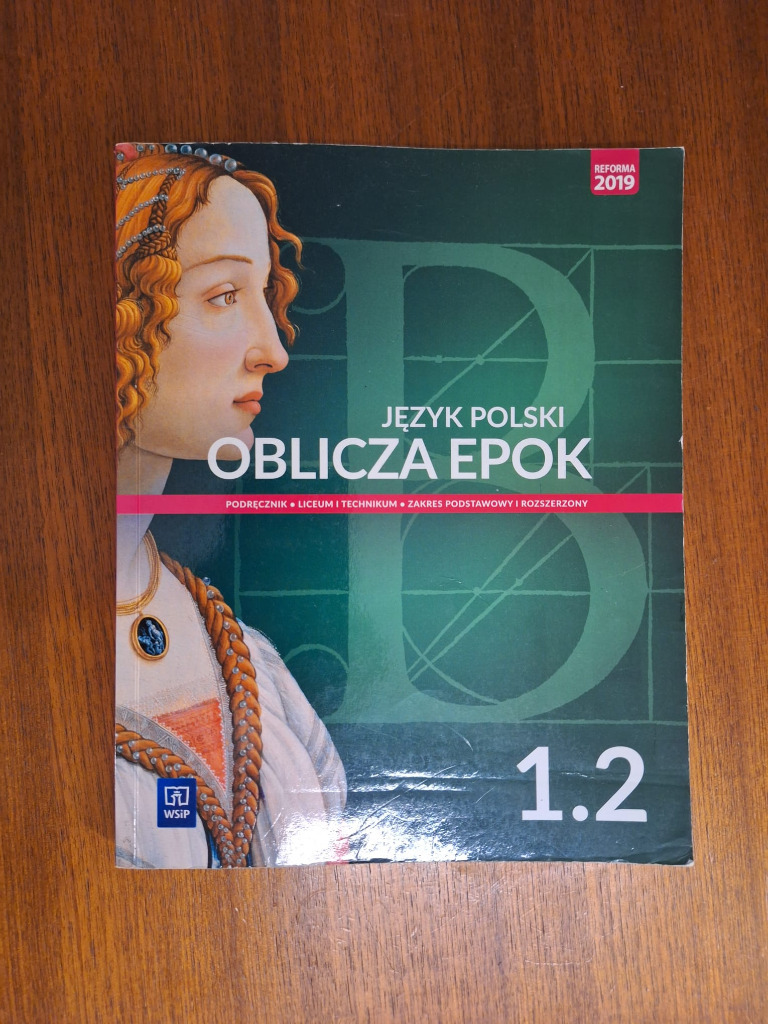 REFORMA
2019
JĘZYK POLSKI
OBLICZA EPOK
PODRĘCZNIK • LICEUM I TECHNIKUM • ZAKRES PODSTAWOWY I ROZSZERZONY
B
1.2
WSiP